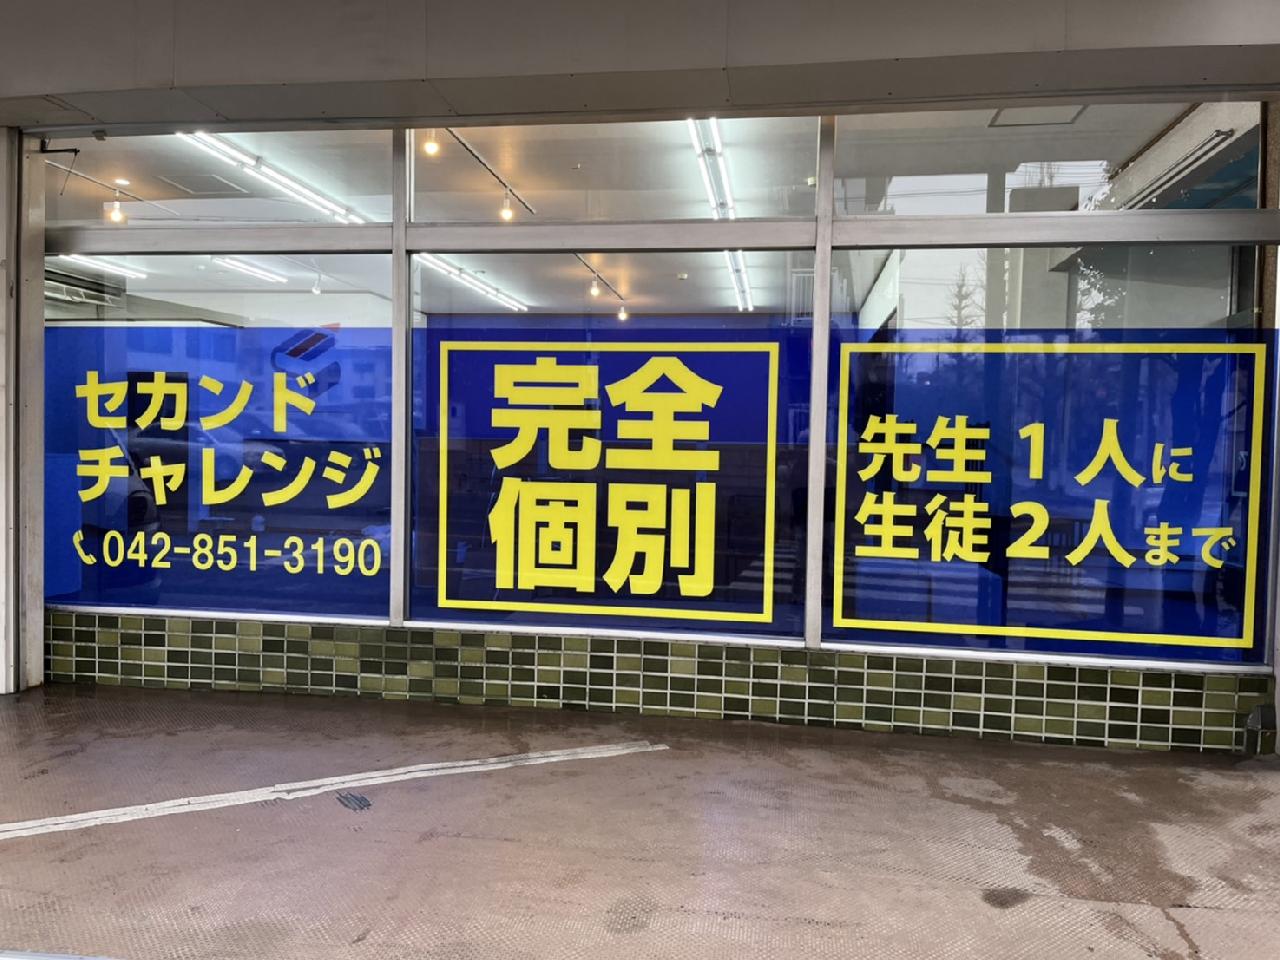 セカンド
チャレンジ
042-851-3190
完全
個別
先生１人に
生徒２人まで